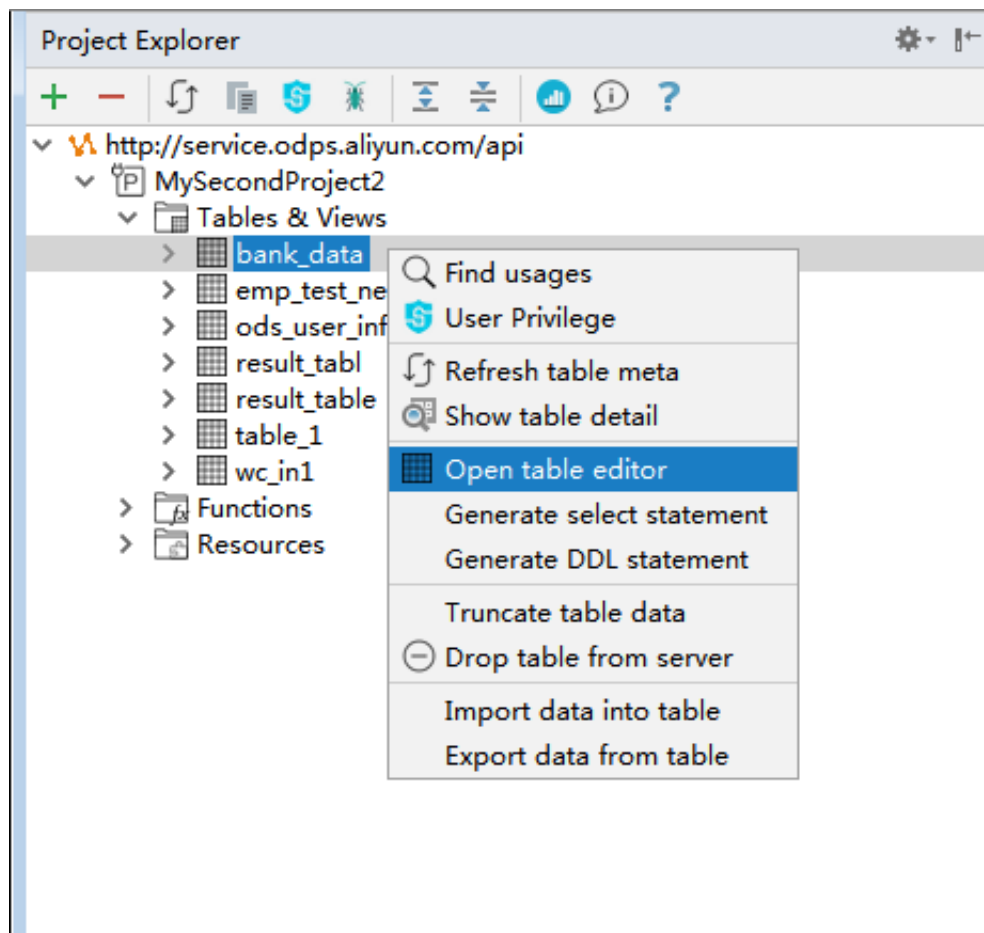 Project Explorer
http://service.odps.aliyun.com/api
MySecondProject2
Tables & Views
bank_data
emp_test_ne
ods_user_inf
result_tabl
result_table
table_1
wc_in1
Functions
Resources
Find usages
User Privilege
Refresh table meta
Show table detail
Open table editor
Generate select statement
Generate DDL statement
Truncate table data
Drop table from server
Import data into table
Export data from table